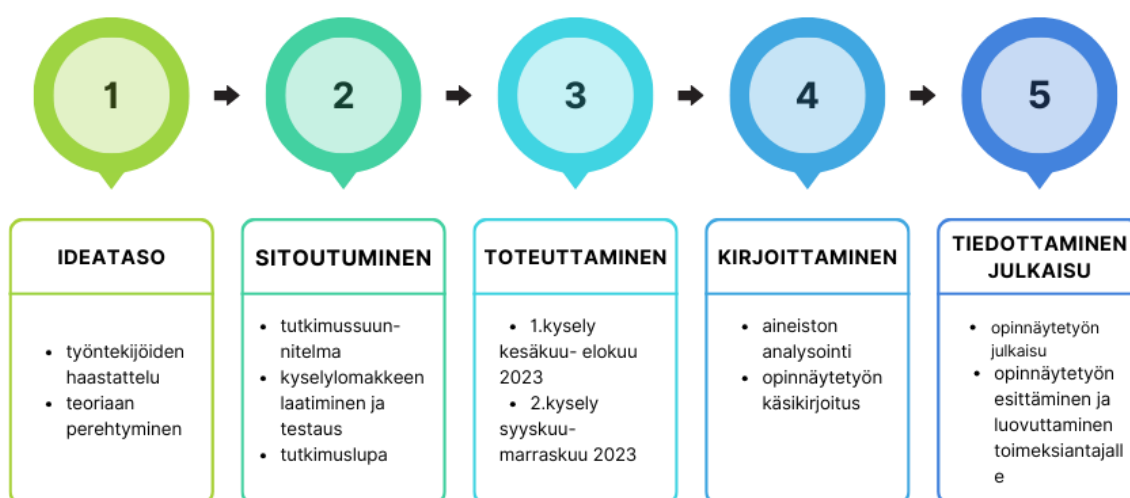 1
2
3
4
5
IDEATASO
• työntekijöiden
haastattelu
• teoriaan
perehtyminen
SITOUTUMINEN
• tutkimussuun-
nitelma
• kyselylomakkeen
laatiminen ja
testaus
• tutkimuslupa
TOTEUTTAMINEN
• 1.kysely
kesäkuu- elokuu
2023
• 2.kysely
syyskuu-
marraskuu 2023
KIRJOITTAMINEN
• aineiston
analysointi
• opinnäytetyön
käsikirjoitus
TIEDOTTAMINEN
JULKAISU
• opinnäytetyön
julkaisu
• opinnäytetyön
esittäminen ja
luovuttaminen
toimeksiantajall
e